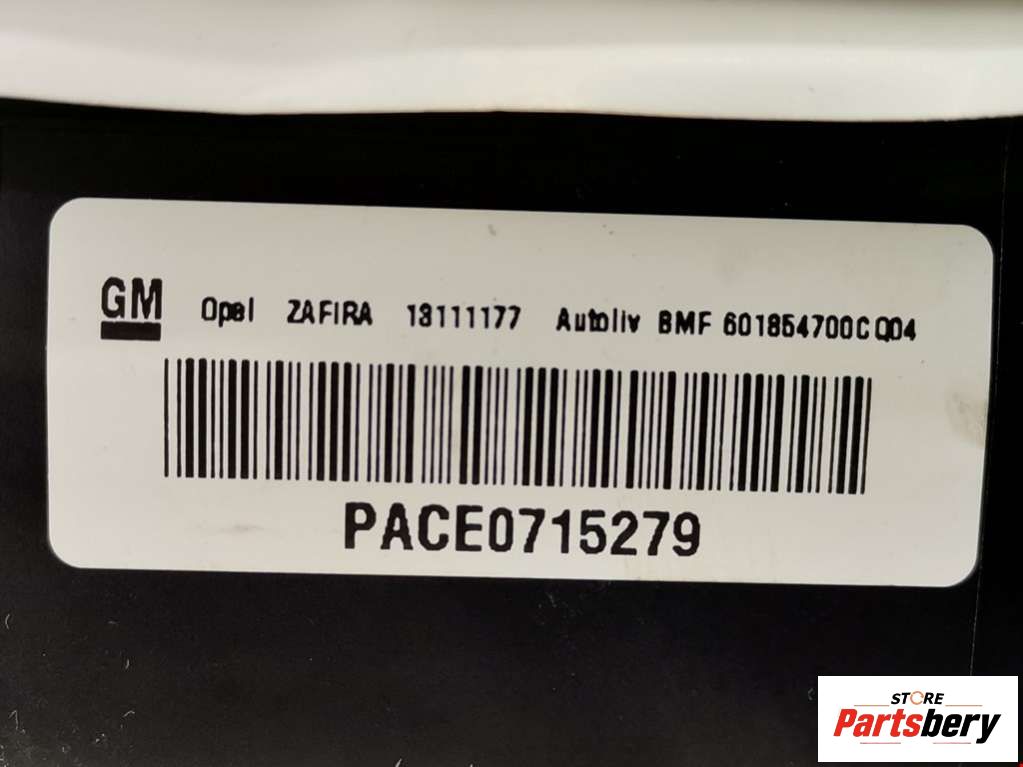 GM Opel ZAFIRA 13111177 Autoliv BMF 601854700C Q04
PACE0715279
STORE
Partsbery